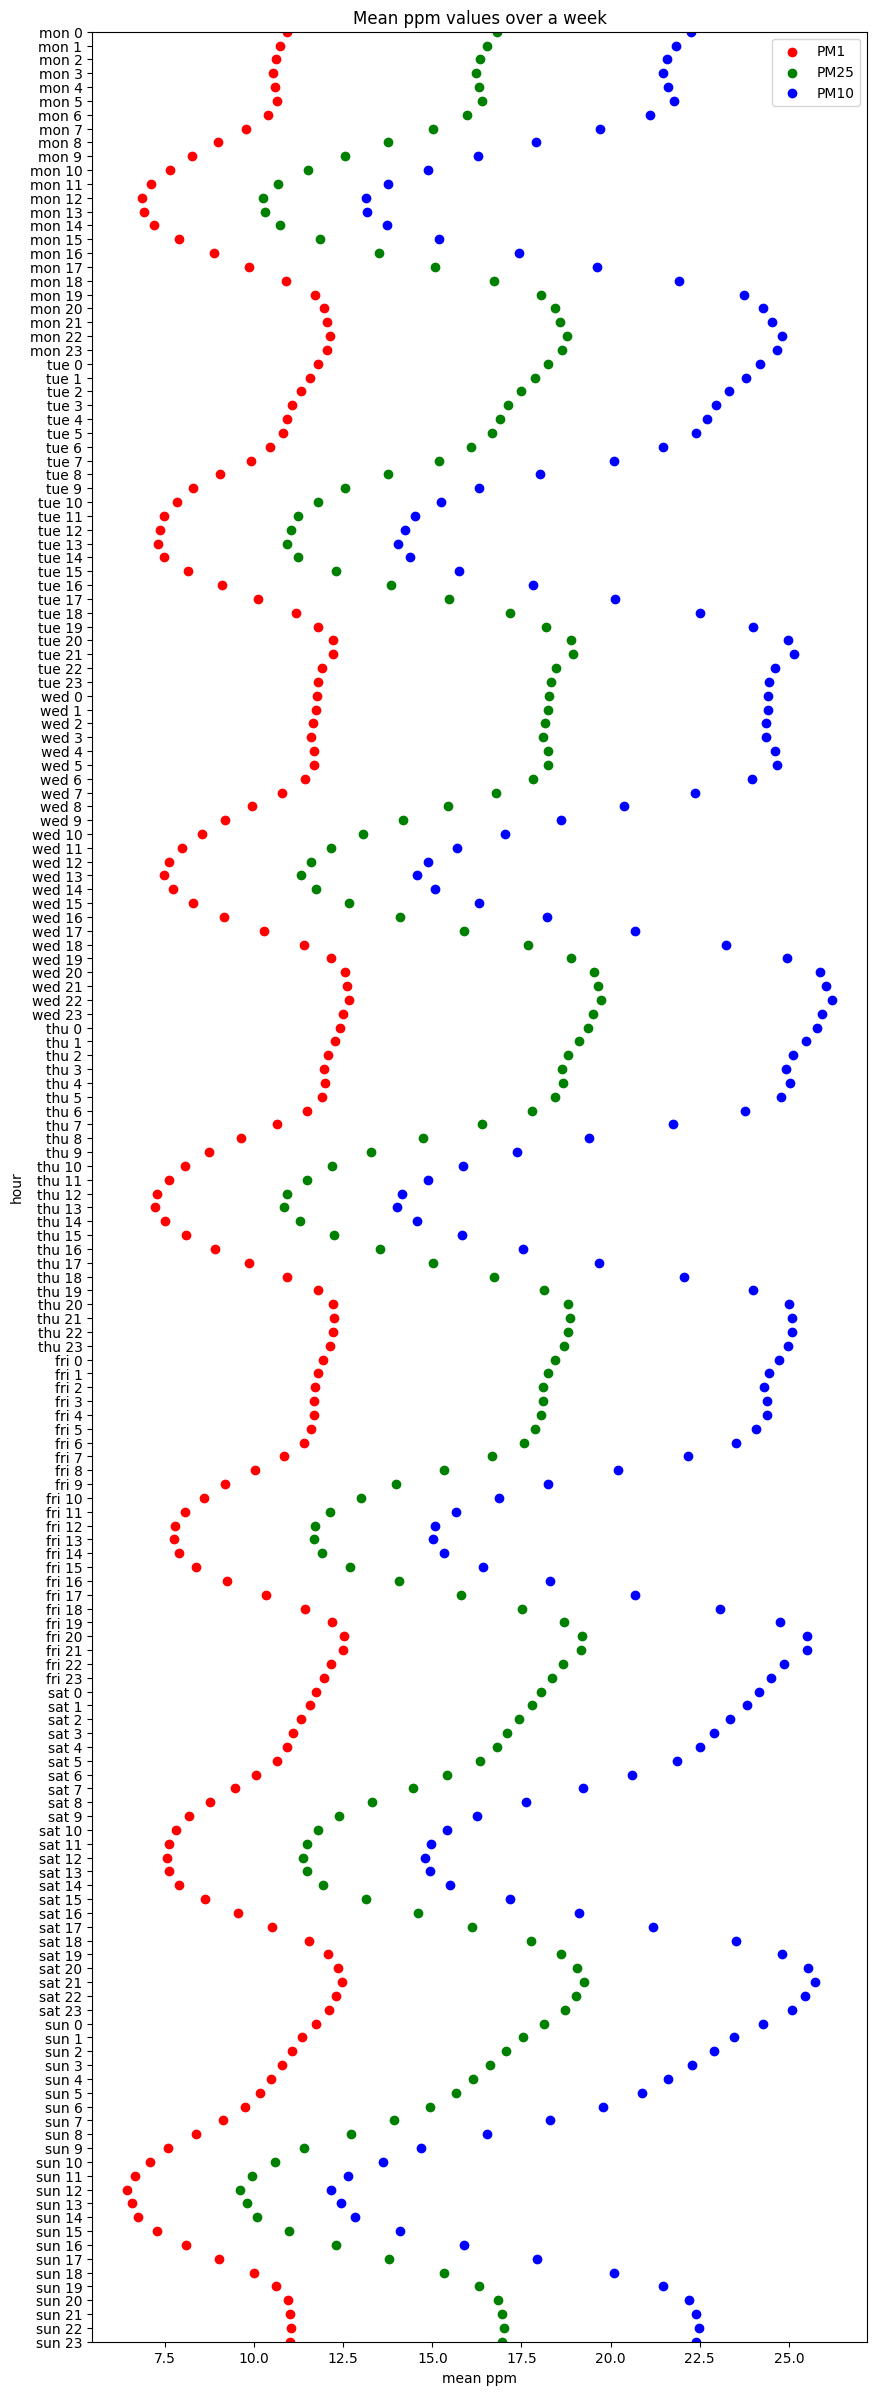 Mean ppm values over a week
PM1
PM25
PM10
mon 0
mon 1
mon 2
mon 3
mon 4
mon 5
mon 6
mon 7
mon 8
mon 9
mon 10
mon 11
mon 12
mon 13
mon 14
mon 15
mon 16
mon 17
mon 18
mon 19
mon 20
mon 21
mon 22
mon 23
tue 0
tue 1
tue 2
tue 3
tue 4
tue 5
tue 6
tue 7
tue 8
tue 9
tue 10
tue 11
tue 12
tue 13
tue 14
tue 15
tue 16
tue 17
tue 18
tue 19
tue 20
tue 21
tue 22
tue 23
wed 0
wed 1
wed 2
wed 3
wed 4
wed 5
wed 6
wed 7
wed 8
wed 9
wed 10
wed 11
wed 12
wed 13
wed 14
wed 15
wed 16
wed 17
wed 18
wed 19
wed 20
wed 21
wed 22
wed 23
thu 0
thu 1
thu 2
thu 3
thu 4
thu 5
thu 6
thu 7
thu 8
thu 9
thu 10
thu 11
thu 12
thu 13
thu 14
thu 15
thu 16
thu 17
thu 18
thu 19
thu 20
thu 21
thu 22
thu 23
fri 0
fri 1
fri 2
fri 3
fri 4
fri 5
fri 6
fri 7
fri 8
fri 9
fri 10
fri 11
fri 12
fri 13
fri 14
fri 15
fri 16
fri 17
fri 18
fri 19
fri 20
fri 21
fri 22
fri 23
sat 0
sat 1
sat 2
sat 3
sat 4
sat 5
sat 6
sat 7
sat 8
sat 9
sat 10
sat 11
sat 12
sat 13
sat 14
sat 15
sat 16
sat 17
sat 18
sat 19
sat 20
sat 21
sat 22
sat 23
sun 0
sun 1
sun 2
sun 3
sun 4
sun 5
sun 6
sun 7
sun 8
sun 9
sun 10
sun 11
sun 12
sun 13
sun 14
sun 15
sun 16
sun 17
sun 18
sun 19
sun 20
sun 21
sun 22
sun 23
hour
7.5 10.0 12.5 15.0 17.5 20.0 22.5 25.0
mean ppm